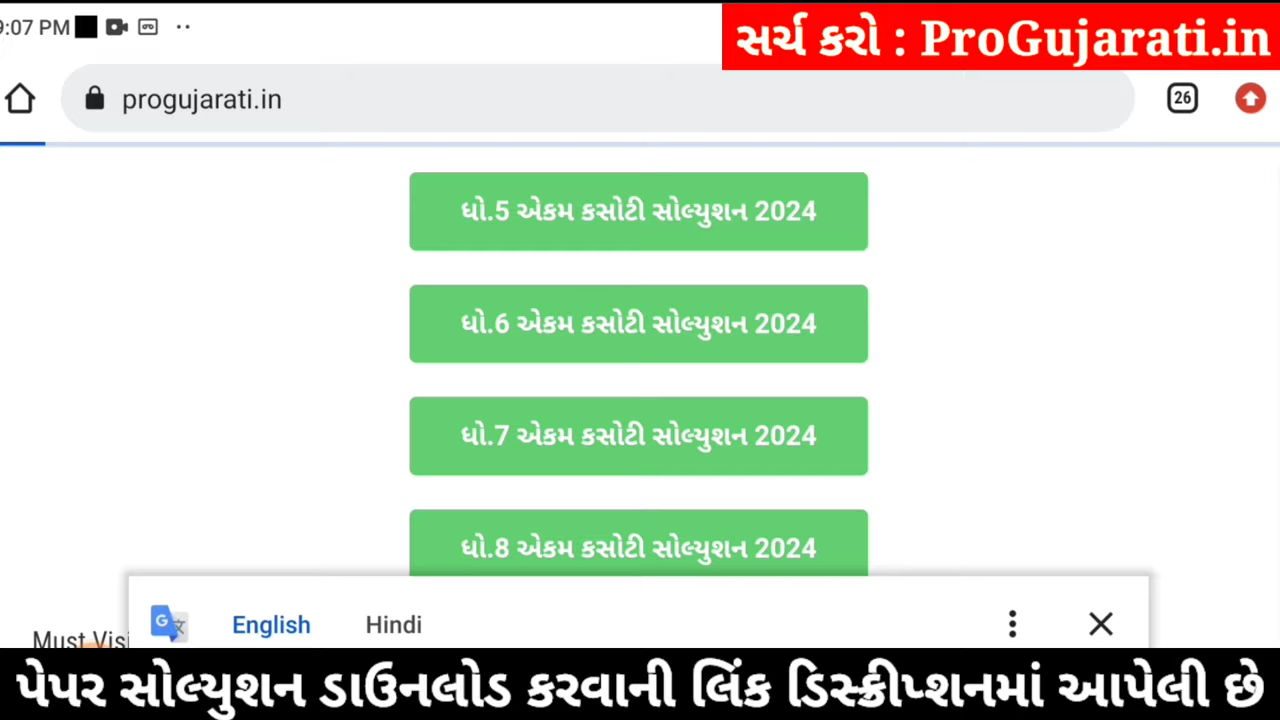 9:07 PM
સર્ચ કરો : ProGujarati.in
progujarati.in
26
ધો.5 એકમ કસોટી સોલ્યુશન 2024
ધો.6 એકમ કસોટી સોલ્યુશન 2024
ધો.7 એકમ કસોટી સોલ્યુશન 2024
ધો.8 એકમ કસોટી સોલ્યુશન 2024
English Hindi
Must Visi
પેપર સોલ્યુશન ડાઉનલોડ કરવાની લિંક ડિસ્ક્રીપ્શનમાં આપેલી છે